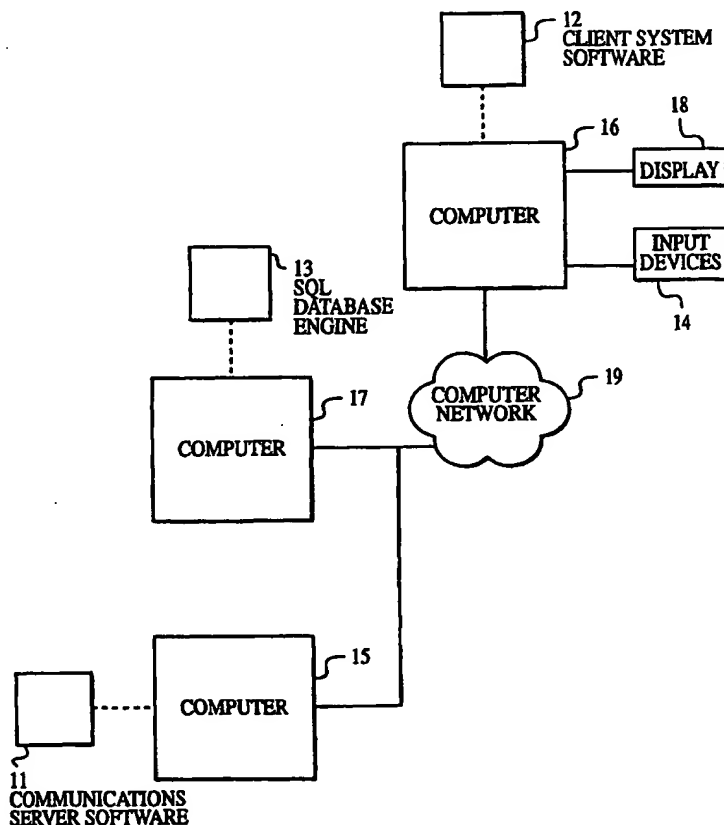 12
CLIENT SYSTEM
SOFTWARE
16
18
DISPLAY
COMPUTER
INPUT
DEVICES
14
13
SQL
DATABASE
ENGINE
19
COMPUTER
NETWORK
17
COMPUTER
15
COMPUTER
11
COMMUNICATIONS
SERVER SOFTWARE